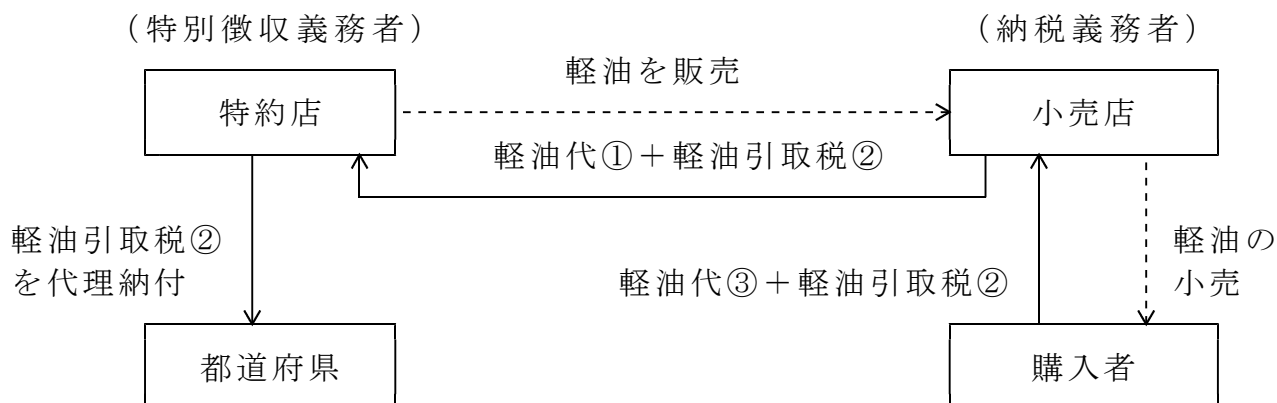 (特別徴収義務者)
(納税義務者)
特約店
軽油を販売
小売店
軽油代①＋軽油引取税②
軽油引取税②
を代理納付
軽油代③＋軽油引取税②
軽油の
小売
都道府県
購入者